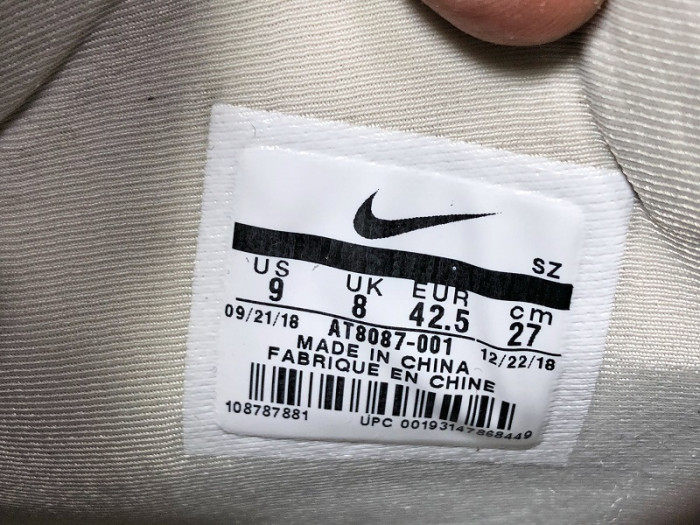 SZ
US UK EUR cm
9 8 42.5 27
09/21/18 AT8087-001 12/22/18
MADE IN CHINA
FABRIQUE EN CHINE
108787881 UPC 00193147868449